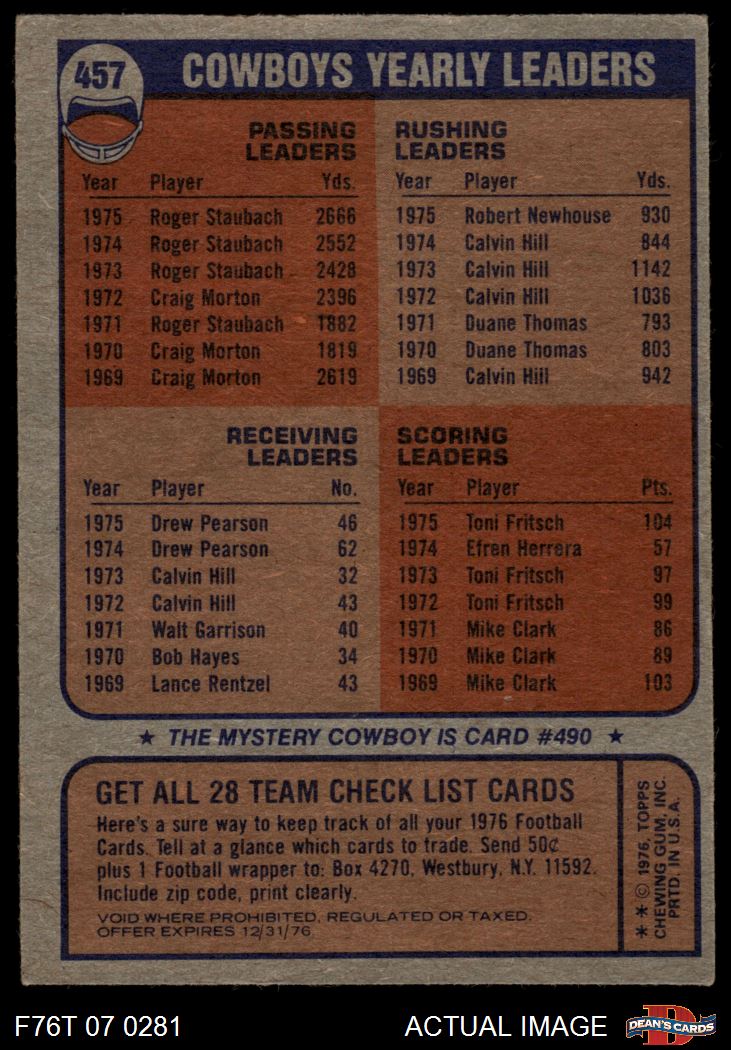 457
COWBOYS YEARLY LEADERS
PASSING
LEADERS
Year Player Yds.
1975 Roger Staubach 2666
1974 Roger Staubach 2552
1973 Roger Staubach 2428
1972 Craig Morton 2396
1971 Roger Staubach 1882
1970 Craig Morton 1819
1969 Craig Morton 2619
RUSHING
LEADERS
Year Player Yds.
1975 Robert Newhouse 930
1974 Calvin Hill 844
1973 Calvin Hill 1142
1972 Calvin Hill 1036
1971 Duane Thomas 793
1970 Duane Thomas 803
1969 Calvin Hill 942
RECEIVING
LEADERS
Year Player No.
1975 Drew Pearson 46
1974 Drew Pearson 62
1973 Calvin Hill 32
1972 Calvin Hill 43
1971 Walt Garrison 40
1970 Bob Hayes 34
1969 Lance Rentzel 43
SCORING
LEADERS
Year Player Pts.
1975 Toni Fritsch 104
1974 Efren Herrera 57
1973 Toni Fritsch 97
1972 Toni Fritsch 99
1971 Mike Clark 86
1970 Mike Clark 89
1969 Mike Clark 103
★ THE MYSTERY COWBOY IS CARD #490 ★
GET ALL 28 TEAM CHECK LIST CARDS
Here's a sure way to keep track of all your 1976 Football
Cards. Tell at a glance which cards to trade. Send 50¢
plus 1 Football wrapper to: Box 4270, Westbury, N.Y. 11592.
Include zip code, print clearly.
VOID WHERE PROHIBITED, REGULATED OR TAXED.
OFFER EXPIRES 12/31/76
* * © 1976, TOPPS
CHEWING GUM, INC.
PRTD. IN U.S.A.
F76T 07 0281
ACTUAL IMAGE
D
DEAN'S CARDS